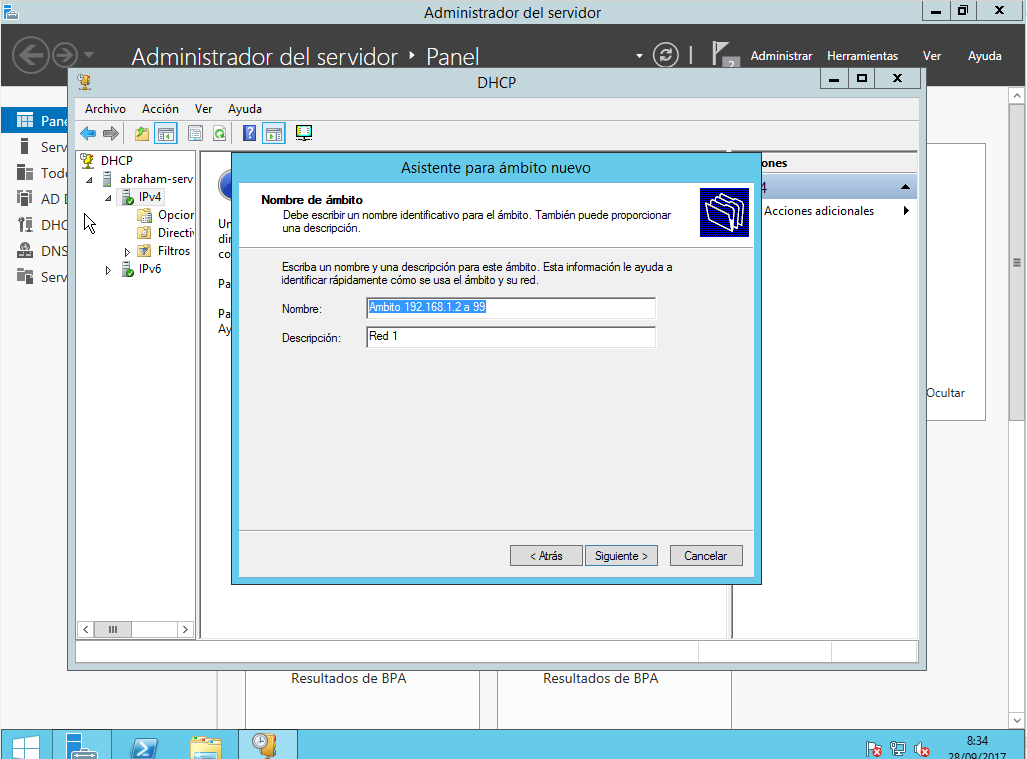 Administrador del servidor
Administrador del servidor ‣ Panel
Administrar Herramientas Ver Ayuda
DHCP
Archivo Acción Ver Ayuda
DHCP
abraham-serv
IPv4
Opcion
Directiv
Filtros
IPv6
Pane
Serv
Todo
AD D
DHC
DNS
Serv
Un
dir
co
Pa
Pa
Ay
ones
4
Acciones adicionales
Asistente para ámbito nuevo
Nombre de ámbito
Debe escribir un nombre identificativo para el ámbito. También puede proporcionar
una descripción.
Escriba un nombre y una descripción para este ámbito. Esta información le ayuda a
identificar rápidamente cómo se usa el ámbito y su red.
Nombre: Ambito 192.168.1.2 a 99
Descripción: Red 1
< Atrás Siguiente > Cancelar
Ocultar
Resultados de BPA Resultados de BPA
8:34
28/09/2017